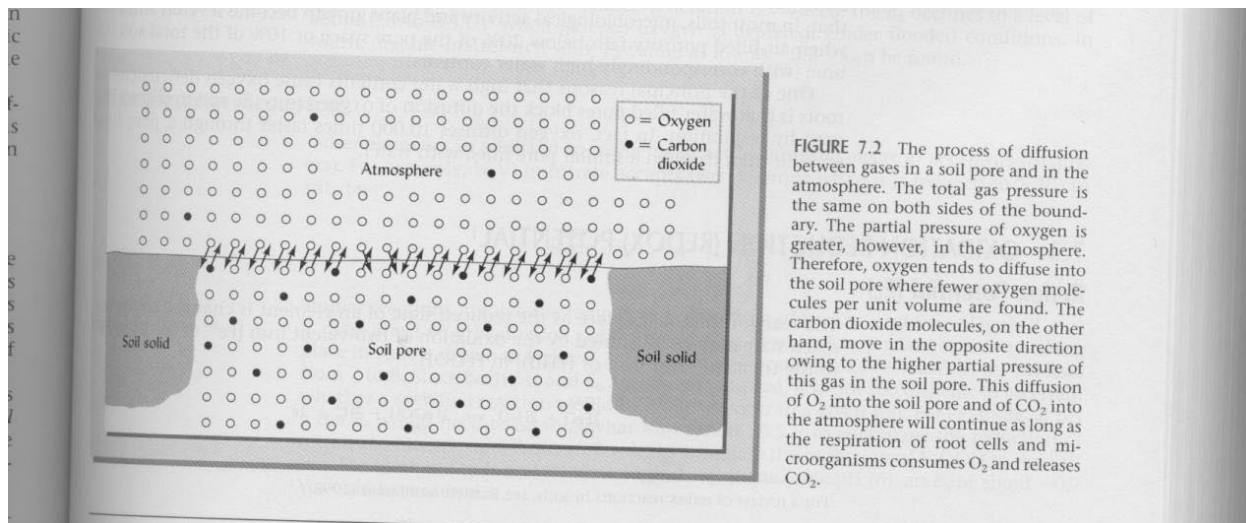 ○ = Oxygen
● = Carbon
dioxide
Atmosphere
Soil solid
Soil pore
Soil solid
FIGURE 7.2 The process of diffusion
between gases in a soil pore and in the
atmosphere. The total gas pressure is
the same on both sides of the bound-
ary. The partial pressure of oxygen is
greater, however, in the atmosphere.
Therefore, oxygen tends to diffuse into
the soil pore where fewer oxygen mole-
cules per unit volume are found. The
carbon dioxide molecules, on the other
hand, move in the opposite direction
owing to the higher partial pressure of
this gas in the soil pore. This diffusion
of O₂ into the soil pore and of CO₂ into
the atmosphere will continue as long as
the respiration of root cells and mi-
croorganisms consumes O₂ and releases
CO₂.